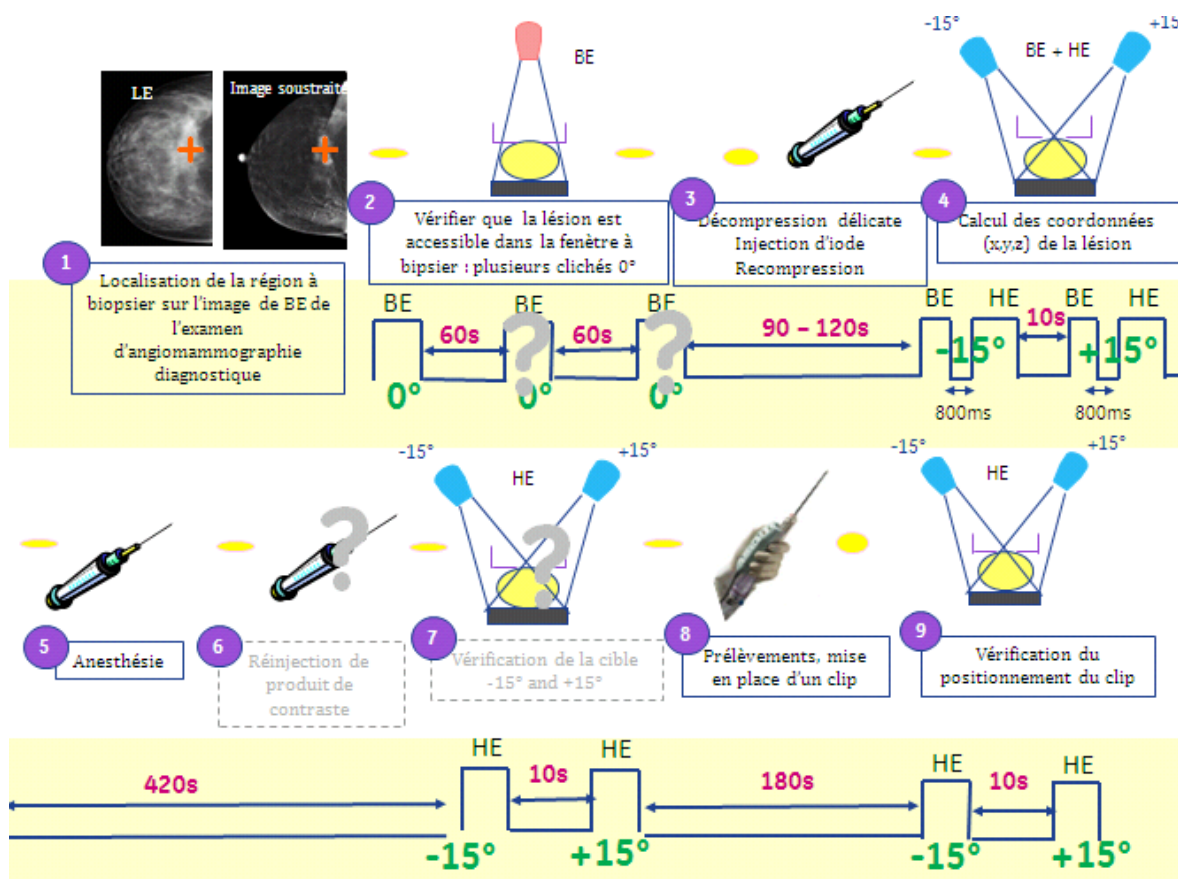 -15°
+15°
BE
BE + HE
LE
Image soustraite
1
Localisation de la région à
biopsier sur l'image de BE de
l'examen
d'angiomammographie
diagnostique
2
Vérifier que la lésion est
accessible dans la fenètre à
bipsier : plusieurs clichés 0°
3
Décompression délicate
Injection d'iode
Recompression
4
Calcul des coordonnées
(x,y,z) de la lésion
BE
BE
BE
BE
HE
BE
HE
60s
60s
90 – 120s
10s
?
?
-15°
+15°
0°
0°
0°
800ms
800ms
-15°
+15°
HE
-15°
+15°
HE
?
?
5
Anesthésie
6
Réinjection de
produit de
contraste
7
Vérification de la cible
-15° and +15°
8
Prélèvements, mise
en place d'un clip
9
Vérification du
positionnement du clip
HE
HE
HE
HE
420s
10s
180s
10s
-15°
+15°
-15°
+15°